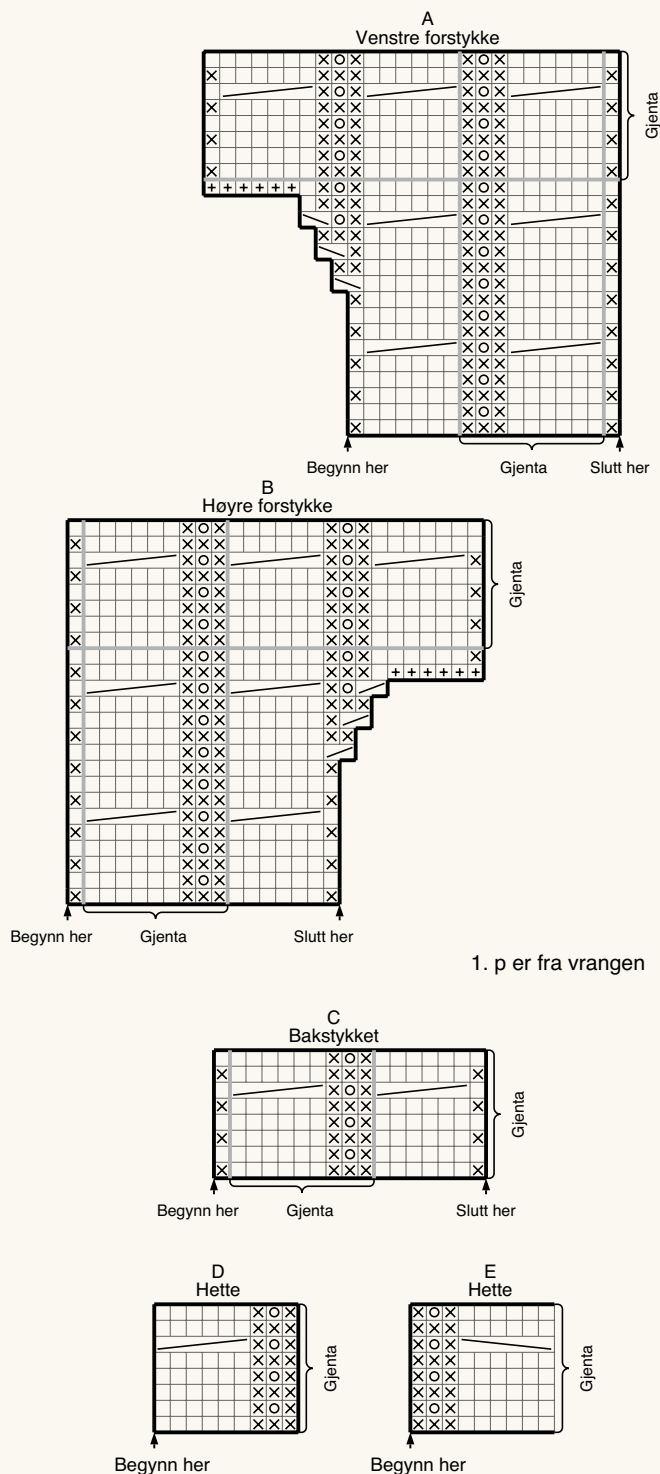 A
Venstre forstykke
Gjenta
Begynn her
Gjenta
Slutt her
B
Høyre forstykke
Gjenta
Begynn her
Gjenta
Slutt her
1. p er fra vrangen
C
Bakstykket
Gjenta
Begynn her
Gjenta
Slutt her
D
Hette
Gjenta
Begynn her
E
Hette
Gjenta
Begynn her